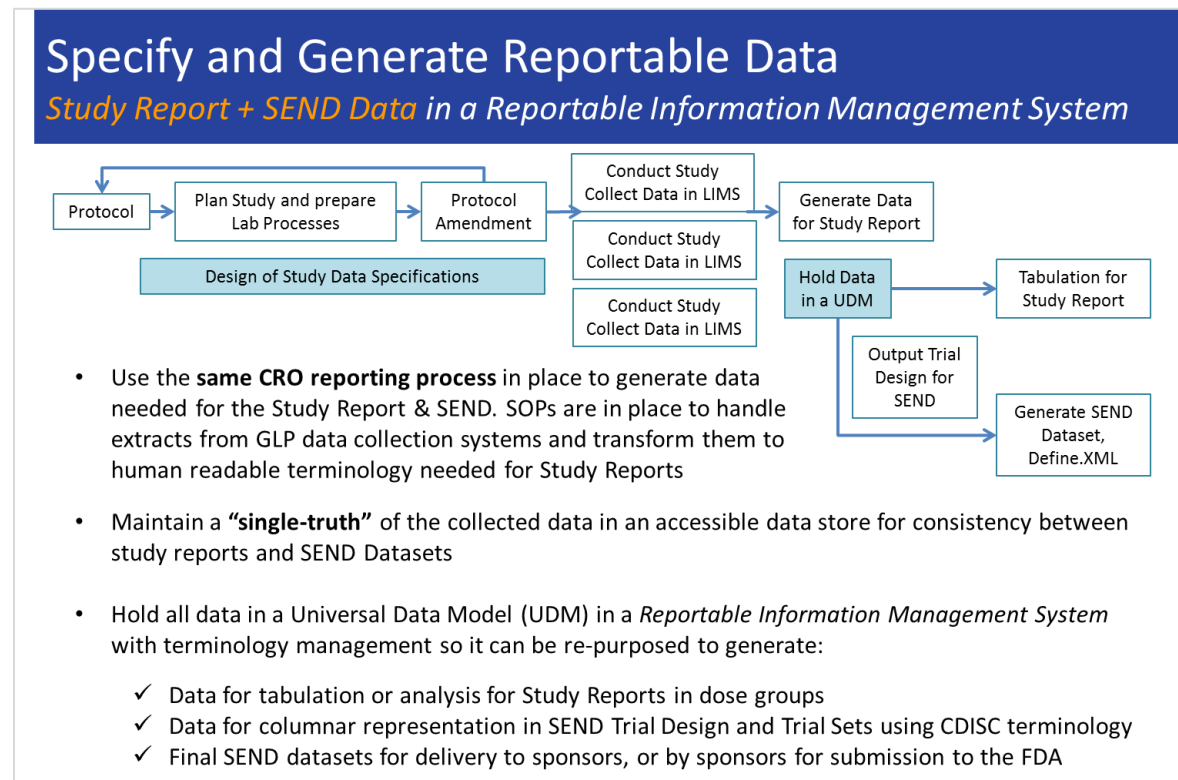 Specify and Generate Reportable Data
Study Report + SEND Data in a Reportable Information Management System
Protocol
Plan Study and prepare
Lab Processes
Protocol
Amendment
Conduct Study
Collect Data in LIMS
Generate Data
for Study Report
Conduct Study
Collect Data in LIMS
Design of Study Data Specifications
Hold Data
in a UDM
Tabulation for
Study Report
Conduct Study
Collect Data in LIMS
Output Trial
Design for
SEND
Generate SEND
Dataset,
Define.XML
• Use the same CRO reporting process in place to generate data
needed for the Study Report & SEND. SOPs are in place to handle
extracts from GLP data collection systems and transform them to
human readable terminology needed for Study Reports
• Maintain a “single-truth” of the collected data in an accessible data store for consistency between
study reports and SEND Datasets
• Hold all data in a Universal Data Model (UDM) in a Reportable Information Management System
with terminology management so it can be re-purposed to generate:
✓ Data for tabulation or analysis for Study Reports in dose groups
✓ Data for columnar representation in SEND Trial Design and Trial Sets using CDISC terminology
✓ Final SEND datasets for delivery to sponsors, or by sponsors for submission to the FDA